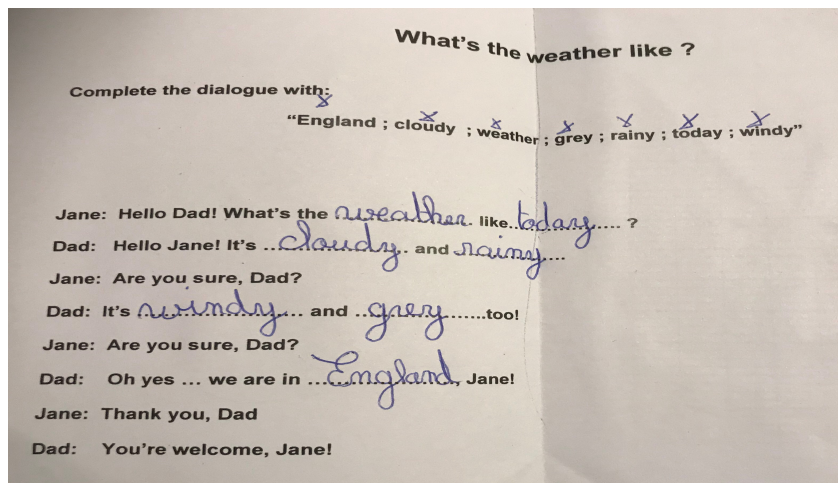 What's the weather like ?
Complete the dialogue with:
"England ; cloudy ; weather ; grey ; rainy ; today ; windy"
Jane: Hello Dad! What's the weather. like..today..... ?
Dad: Hello Jane! It's ..cloudy. and rainy....
Jane: Are you sure, Dad?
Dad: It's windy.... and ..grey.......too!
Jane: Are you sure, Dad?
Dad: Oh yes ... we are in ...England, Jane!
Jane: Thank you, Dad
Dad: You're welcome, Jane!